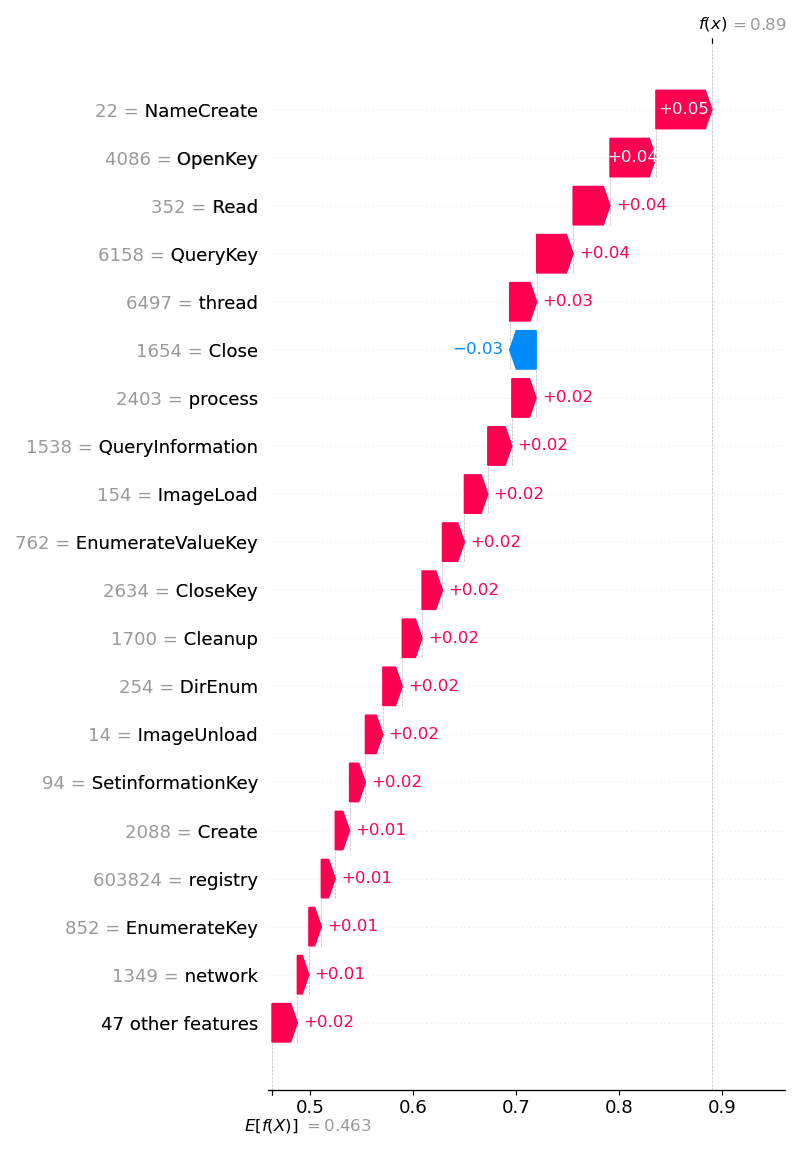 f(x) = 0.89
22 = NameCreate +0.05
4086 = OpenKey +0.04
352 = Read +0.04
6158 = QueryKey +0.04
6497 = thread +0.03
1654 = Close −0.03
2403 = process +0.02
1538 = QueryInformation +0.02
154 = ImageLoad +0.02
762 = EnumerateValueKey +0.02
2634 = CloseKey +0.02
1700 = Cleanup +0.02
254 = DirEnum +0.02
14 = ImageUnload +0.02
94 = SetinformationKey +0.02
2088 = Create +0.01
603824 = registry +0.01
852 = EnumerateKey +0.01
1349 = network +0.01
47 other features +0.02
0.5 0.6 0.7 0.8 0.9
E[f(X)] = 0.463